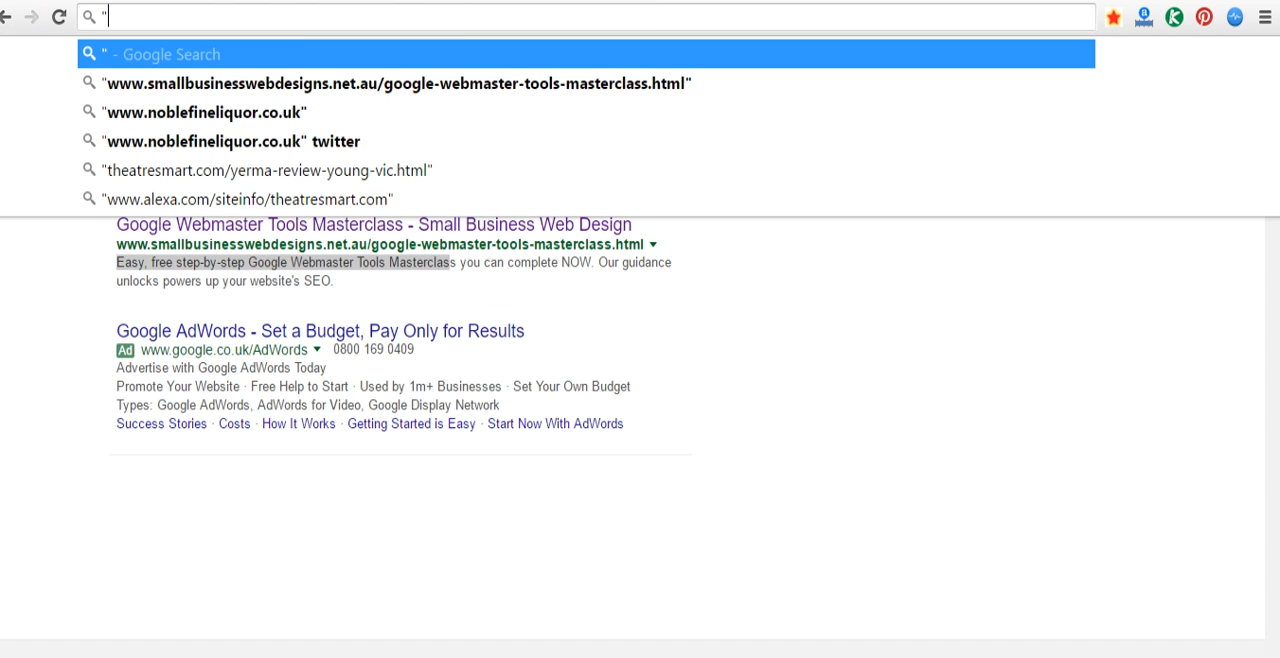 "
" - Google Search
"www.smallbusinesswebdesigns.net.au/google-webmaster-tools-masterclass.html"
"www.noblefineliquor.co.uk"
"www.noblefineliquor.co.uk" twitter
"theatresmart.com/yerma-review-young-vic.html"
"www.alexa.com/siteinfo/theatresmart.com"
Google Webmaster Tools Masterclass - Small Business Web Design
www.smallbusinesswebdesigns.net.au/google-webmaster-tools-masterclass.html
Easy, free step-by-step Google Webmaster Tools Masterclass you can complete NOW. Our guidance
unlocks powers up your website's SEO.
Google AdWords - Set a Budget, Pay Only for Results
Ad www.google.co.uk/AdWords 0800 169 0409
Advertise with Google AdWords Today
Promote Your Website · Free Help to Start · Used by 1m+ Businesses · Set Your Own Budget
Types: Google AdWords, AdWords for Video, Google Display Network
Success Stories · Costs · How It Works · Getting Started is Easy · Start Now With AdWords